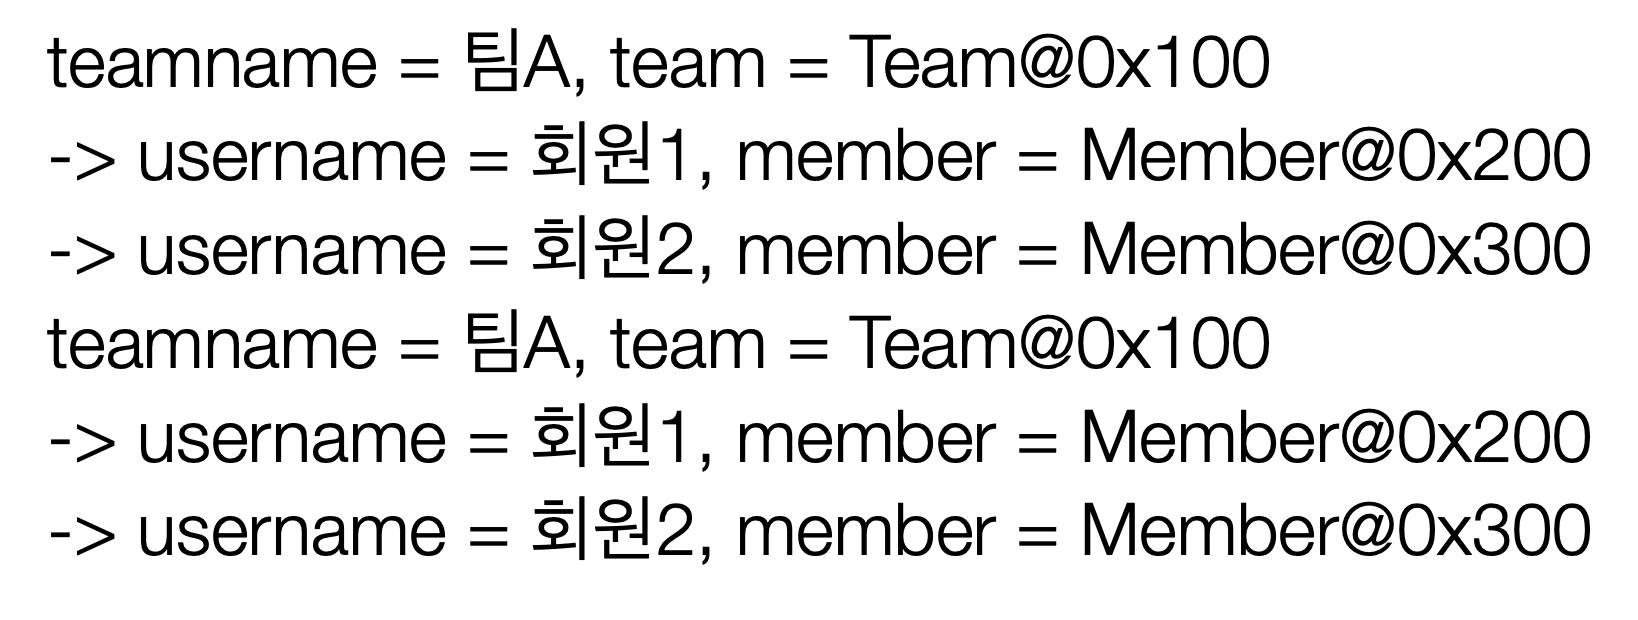 teamname = 팀A, team = Team@0x100
-> username = 회원1, member = Member@0x200
-> username = 회원2, member = Member@0x300
teamname = 팀A, team = Team@0x100
-> username = 회원1, member = Member@0x200
-> username = 회원2, member = Member@0x300